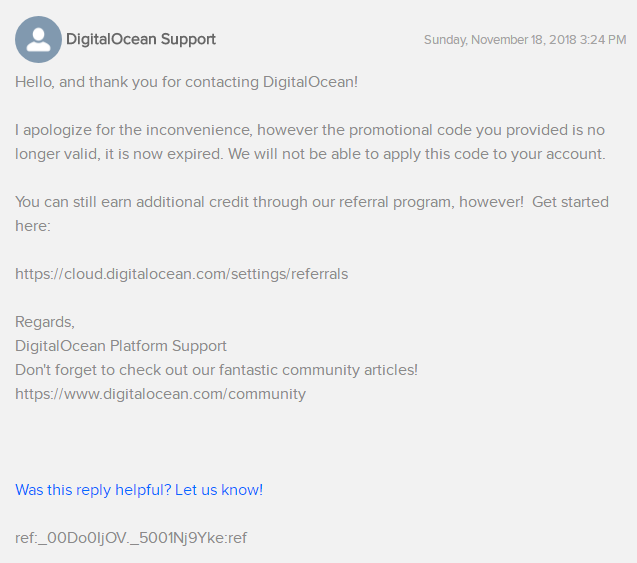 DigitalOcean Support
Sunday, November 18, 2018 3:24 PM
Hello, and thank you for contacting DigitalOcean!
I apologize for the inconvenience, however the promotional code you provided is no
longer valid, it is now expired. We will not be able to apply this code to your account.
You can still earn additional credit through our referral program, however!  Get started
here:
https://cloud.digitalocean.com/settings/referrals
Regards,
DigitalOcean Platform Support
Don't forget to check out our fantastic community articles!
https://www.digitalocean.com/community
Was this reply helpful? Let us know!
ref:_00Do0IjOV._5001Nj9Yke:ref